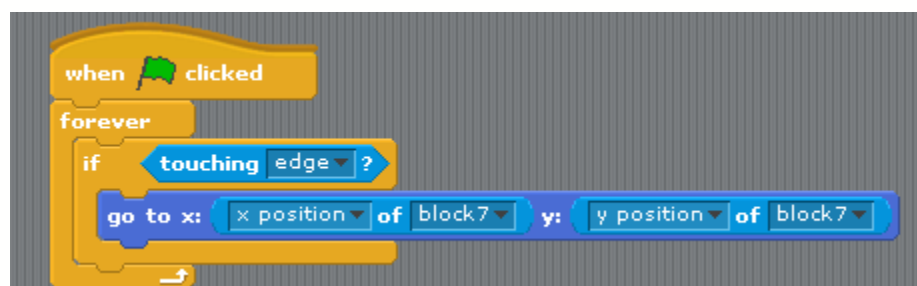 when clicked
forever
if touching edge ?
go to x: x position of block7 y: y position of block7